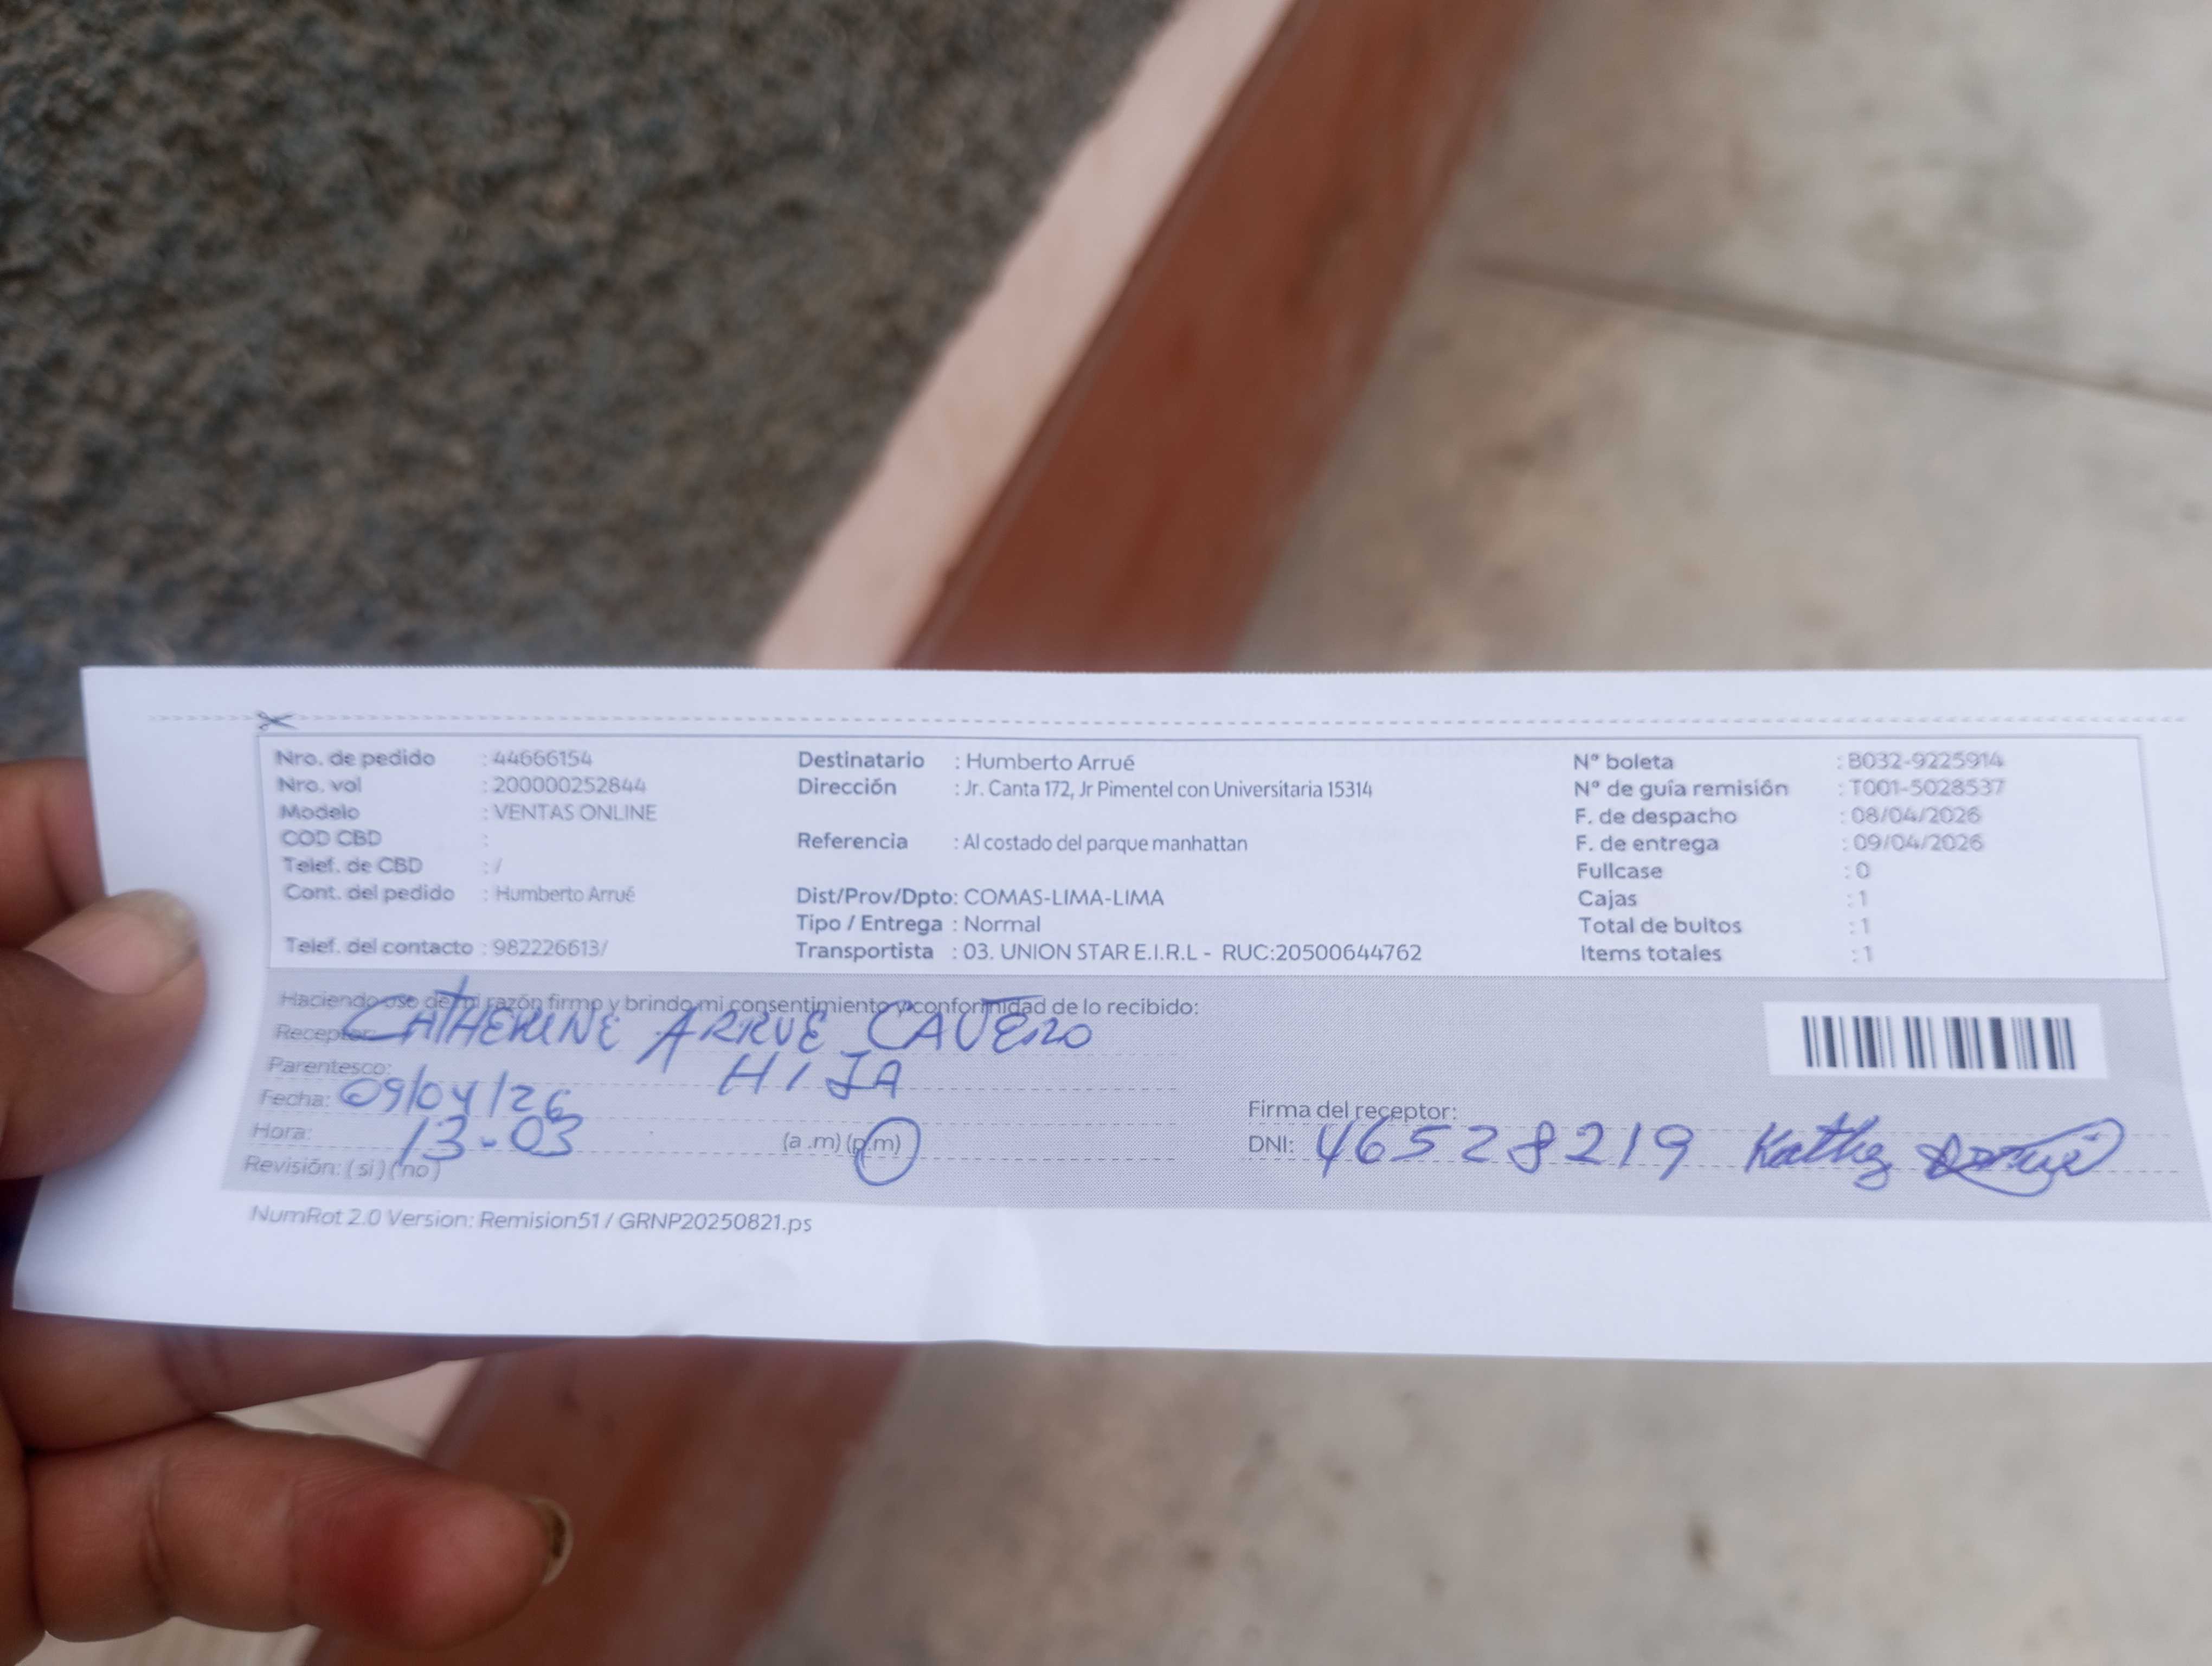 Nro. de pedido : 44666154
Nro. vol : 200000252844
Modelo : VENTAS ONLINE
COD CBD :
Telef. de CBD : /
Cont. del pedido : Humberto Arrué
Telef. del contacto : 982226613/
Destinatario : Humberto Arrué
Dirección : Jr. Canta 172, Jr Pimentel con Universitaria 15314
Referencia : Al costado del parque manhattan
Dist/Prov/Dpto: COMAS-LIMA-LIMA
Tipo / Entrega : Normal
Transportista : 03. UNION STAR E.I.R.L - RUC:20500644762
N° boleta : B032-9225914
N° de guía remisión : T001-5028537
F. de despacho : 08/04/2026
F. de entrega : 09/04/2026
Fullcase : 0
Cajas : 1
Total de bultos : 1
Items totales : 1
Haciendo uso de mi razón firmo y brindo mi consentimiento y conformidad de lo recibido:
Receptor: CATHERINE ARRUE CAVERO
Parentesco: HIJA
Fecha: 09/04/26
Hora: 13-03 (a .m) (p.m)
Revisión: ( si ) ( no )
Firma del receptor:
DNI: 46528219 Kathy Arrué
NumRot 2.0 Version: Remision51 / GRNP20250821.ps